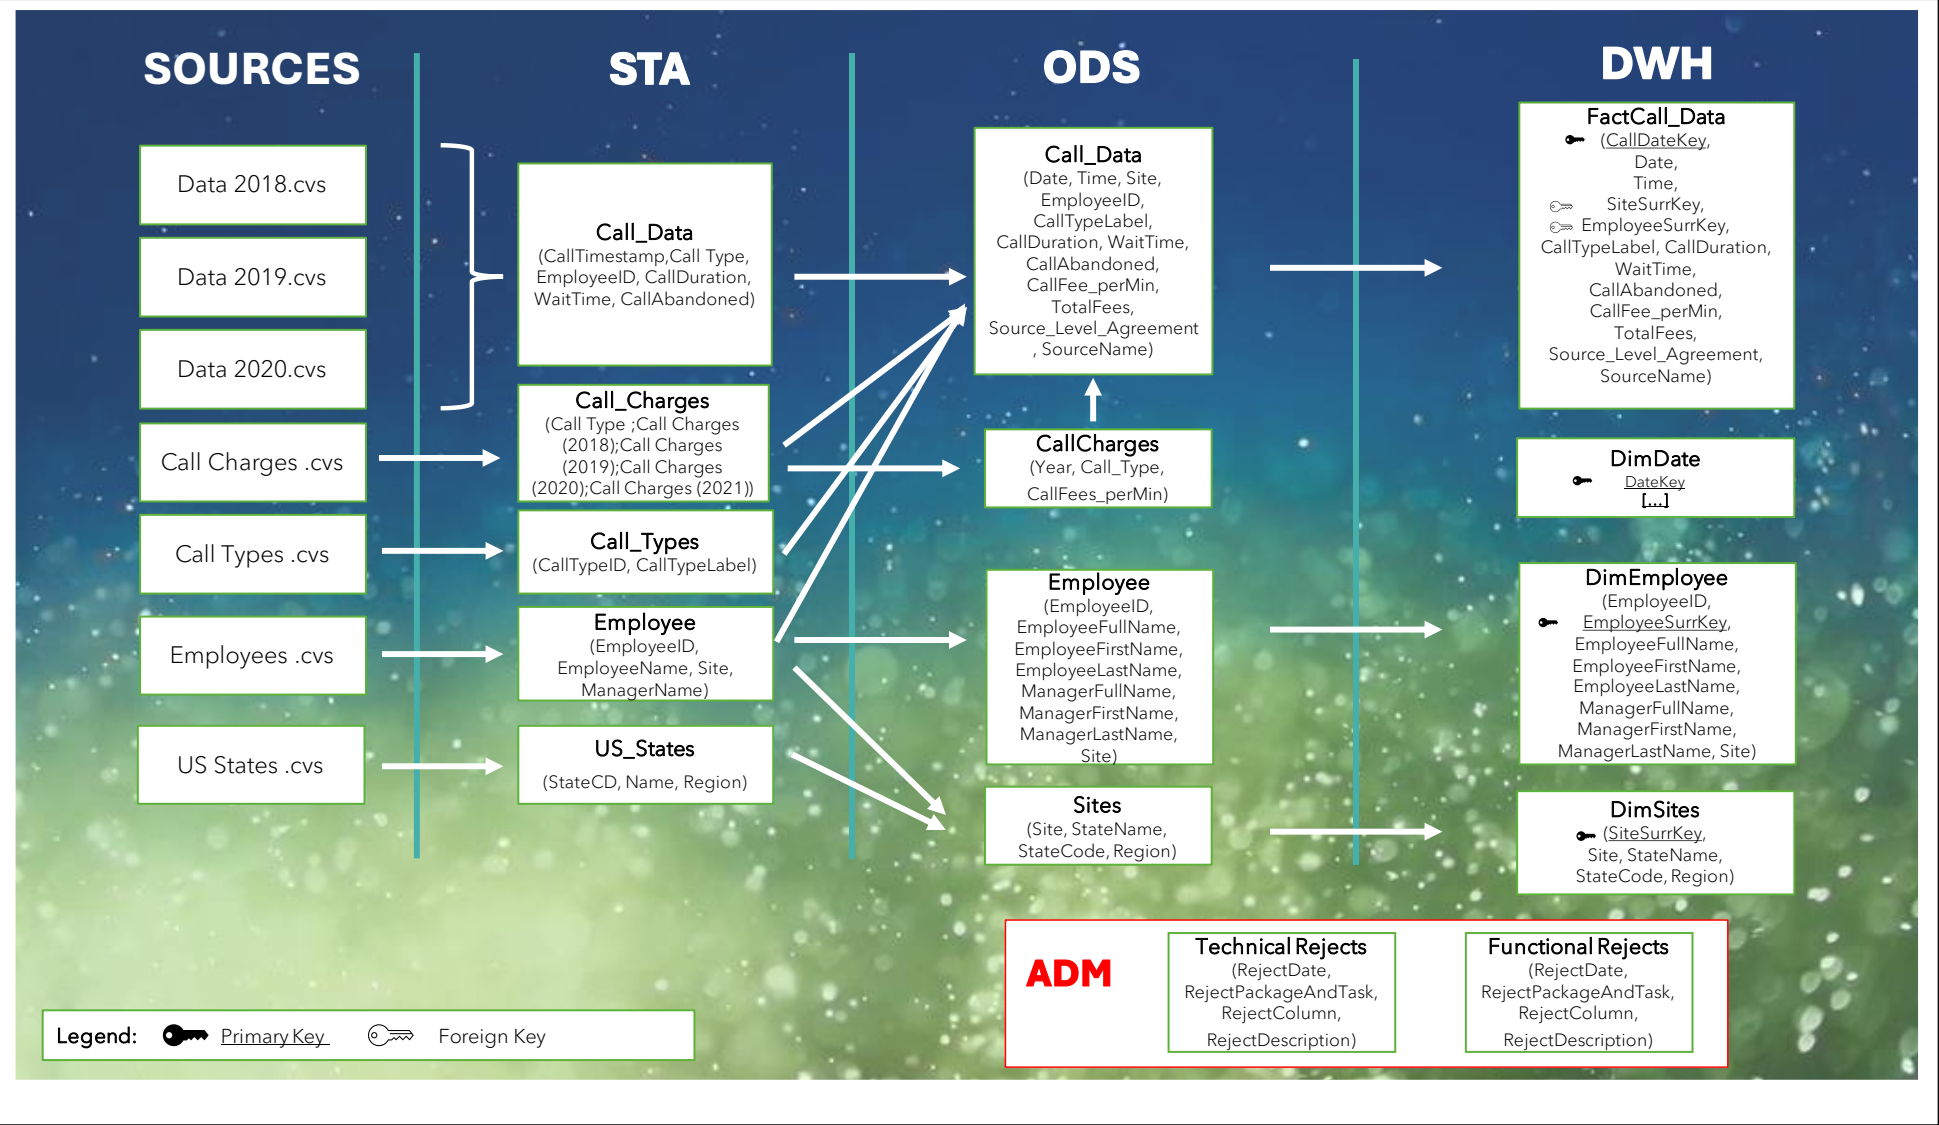 SOURCES
Data 2018.cvs
Data 2019.cvs
Data 2020.cvs
Call Charges .cvs
Call Types .cvs
Employees .cvs
US States .cvs
STA
Call_Data
(CallTimestamp,Call Type,
EmployeeID, CallDuration,
WaitTime, CallAbandoned)
Call_Charges
(Call Type ;Call Charges
(2018);Call Charges
(2019);Call Charges
(2020);Call Charges (2021))
Call_Types
(CallTypeID, CallTypeLabel)
Employee
(EmployeeID,
EmployeeName, Site,
ManagerName)
US_States
(StateCD, Name, Region)
ODS
Call_Data
(Date, Time, Site,
EmployeeID,
CallTypeLabel,
CallDuration, WaitTime,
CallAbandoned,
CallFee_perMin,
TotalFees,
Source_Level_Agreement
, SourceName)
CallCharges
(Year, Call_Type,
CallFees_perMin)
Employee
(EmployeeID,
EmployeeFullName,
EmployeeFirstName,
EmployeeLastName,
ManagerFullName,
ManagerFirstName,
ManagerLastName,
Site)
Sites
(Site, StateName,
StateCode, Region)
DWH
FactCall_Data
(CallDateKey,
Date,
Time,
SiteSurrKey,
EmployeeSurrKey,
CallTypeLabel, CallDuration,
WaitTime,
CallAbandoned,
CallFee_perMin,
TotalFees,
Source_Level_Agreement,
SourceName)
DimDate
DateKey
[...]
DimEmployee
(EmployeeID,
EmployeeSurrKey,
EmployeeFullName,
EmployeeFirstName,
EmployeeLastName,
ManagerFullName,
ManagerFirstName,
ManagerLastName, Site)
DimSites
(SiteSurrKey,
Site, StateName,
StateCode, Region)
ADM
Technical Rejects
(RejectDate,
RejectPackageAndTask,
RejectColumn,
RejectDescription)
Functional Rejects
(RejectDate,
RejectPackageAndTask,
RejectColumn,
RejectDescription)
Legend: Primary Key Foreign Key